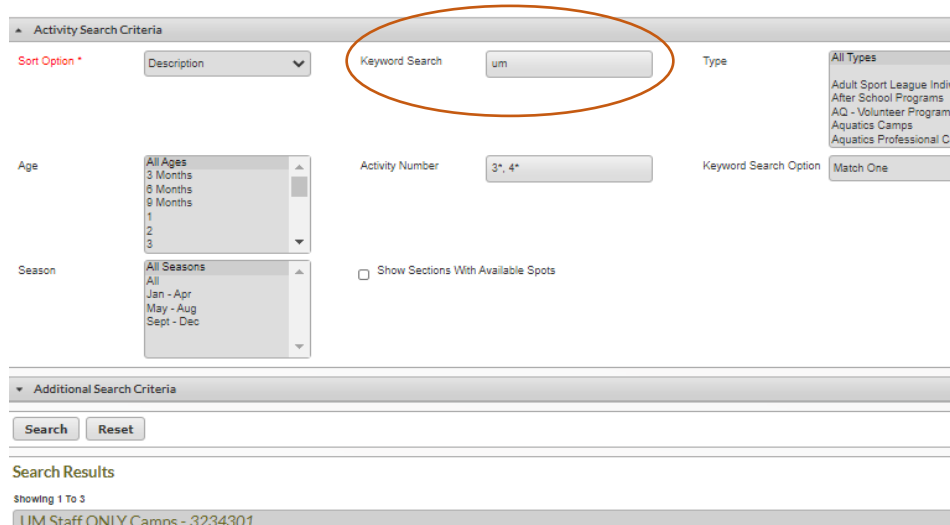 Activity Search Criteria
Sort Option * Description Keyword Search um Type All Types
Adult Sport League Indi
After School Programs
AQ - Volunteer Program
Aquatics Camps
Aquatics Professional C
Age All Ages Activity Number 3*, 4* Keyword Search Option Match One
3 Months
6 Months
9 Months
1
2
3
Season All Seasons Show Sections With Available Spots
All
Jan - Apr
May - Aug
Sept - Dec
Additional Search Criteria
Search Reset
Search Results
Showing 1 To 3
UM Staff ONLY Camps - 3234301